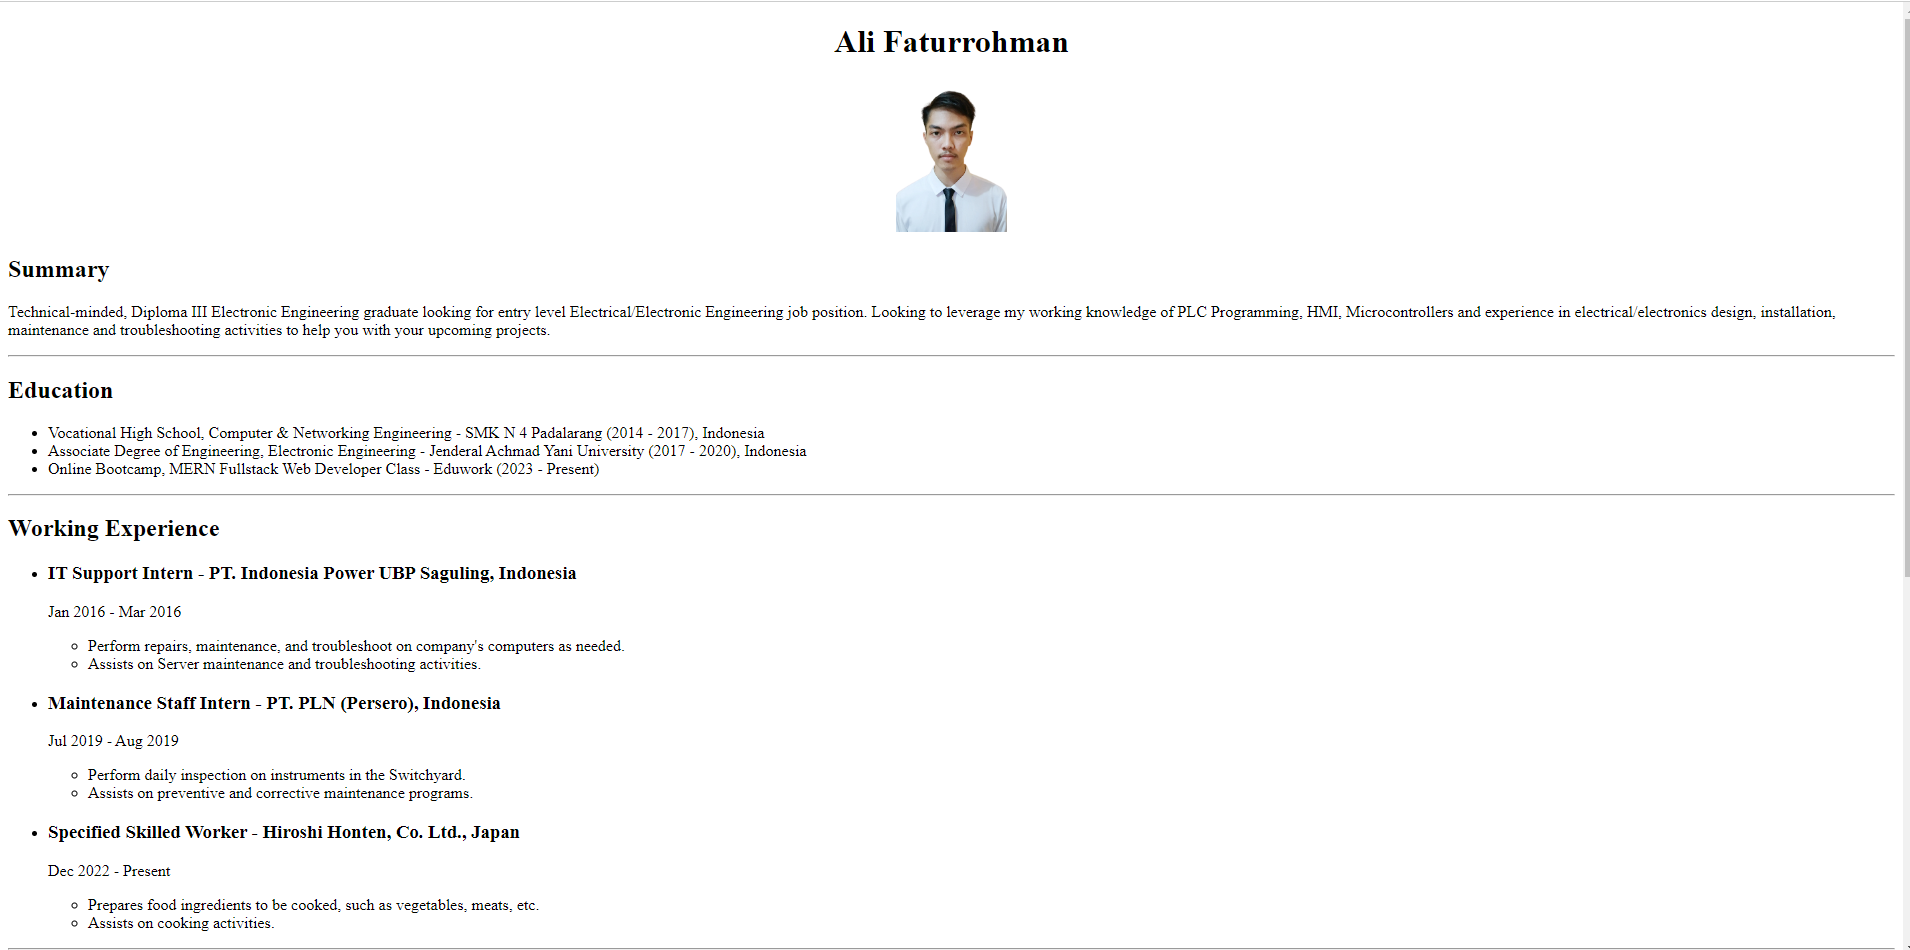 Ali Faturrohman
Summary
Technical-minded, Diploma III Electronic Engineering graduate looking for entry level Electrical/Electronic Engineering job position. Looking to leverage my working knowledge of PLC Programming, HMI, Microcontrollers and experience in electrical/electronics design, installation,
maintenance and troubleshooting activities to help you with your upcoming projects.
Education
• Vocational High School, Computer & Networking Engineering - SMK N 4 Padalarang (2014 - 2017), Indonesia
• Associate Degree of Engineering, Electronic Engineering - Jenderal Achmad Yani University (2017 - 2020), Indonesia
• Online Bootcamp, MERN Fullstack Web Developer Class - Eduwork (2023 - Present)
Working Experience
• IT Support Intern - PT. Indonesia Power UBP Saguling, Indonesia
Jan 2016 - Mar 2016
◦ Perform repairs, maintenance, and troubleshoot on company's computers as needed.
◦ Assists on Server maintenance and troubleshooting activities.
• Maintenance Staff Intern - PT. PLN (Persero), Indonesia
Jul 2019 - Aug 2019
◦ Perform daily inspection on instruments in the Switchyard.
◦ Assists on preventive and corrective maintenance programs.
• Specified Skilled Worker - Hiroshi Honten, Co. Ltd., Japan
Dec 2022 - Present
◦ Prepares food ingredients to be cooked, such as vegetables, meats, etc.
◦ Assists on cooking activities.